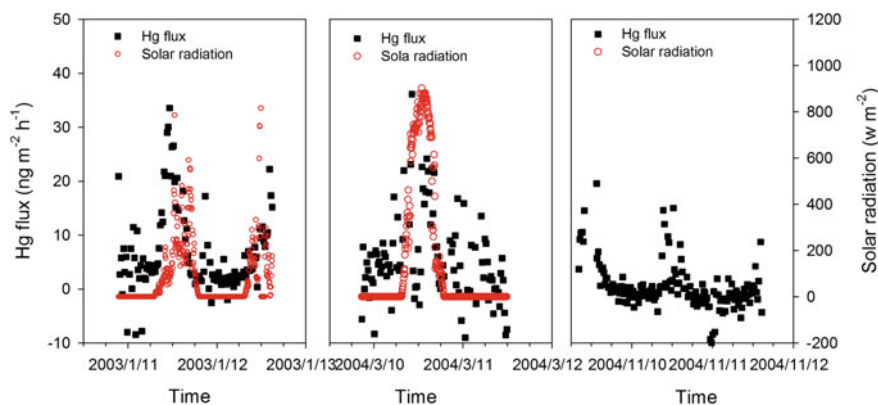 50
40
30
20
10
0
-10
Hg flux (ng m-2 h-1)
Hg flux
Solar radiation
2003/1/11
2003/1/12
2003/1/13
Time
Hg flux
Sola radiation
2004/3/10
2004/3/11
2004/3/12
Time
Hg flux
Solar radiation
2004/11/10
2004/11/11
2004/11/12
Time
1200
1000
800
600
400
200
0
-200
Solar radiation (w m-2)